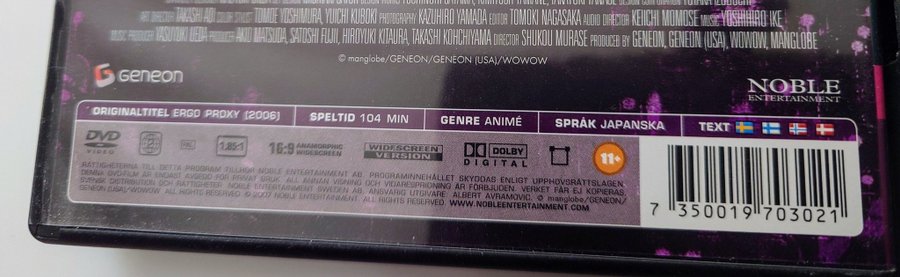 ART DIRECTOR TAKASHI AOI COLOR STYLIST TOMOE YOSHIMURA, YUICHI KUBOKI PHOTOGRAPHY KAZUHIRO YAMADA EDITOR TOMOKI NAGASAKA AUDIO DIRECTOR KEIICHI MOMOSE MUSIC YOSHIHIRO IKE
MUSIC PRODUCER YASUYUKI UEDA PRODUCER AKIO MATSUDA, SATOSHI FUJII, HIROYUKI KITAURA, TAKASHI KOHCHIYAMA DIRECTOR SHUKOU MURASE PRODUCED BY GENEON, GENEON (USA), WOWOW, MANGLOBE
© manglobe/GENEON/GENEON (USA)/WOWOW
GENEON
NOBLE
ENTERTAINMENT
ORIGINALTITEL ERGO PROXY (2006) SPELTID 104 MIN GENRE ANIMÉ SPRÅK JAPANSKA TEXT
DVD VIDEO PAL 1,85:1 16:9 ANAMORPHIC WIDESCREEN WIDESCREEN VERSION DOLBY DIGITAL 11+
RÄTTIGHETERNA TILL DETTA PROGRAM TILLHÖR NOBLE ENTERTAINMENT AB. PROGRAMINNEHÅLLET SKYDDAS ENLIGT UPPHOVSRÄTTSLAGEN.
DENNA DVD-FILM ÄR ENDAST AVSEDD FÖR PRIVAT BRUK. ALL ANNAN VISNING OCH VIDARESPRIDNING ÄR FÖRBJUDEN. VERKET FÅR EJ KOPIERAS.
SVENSK DISTRIBUTION OCH RÄTTIGHETER NOBLE ENTERTAINMENT SWEDEN AB. ANSVARIG UTGIVARE: ALBERT AVRAMOVIC. © manglobe/GENEON/
GENEON (USA)/WOWOW. ALL RIGHTS RESERVED. © 2007 NOBLE ENTERTAINMENT. ALL RIGHTS RESERVED. WWW.NOBLEENTERTAINMENT.COM
7 350019 703021